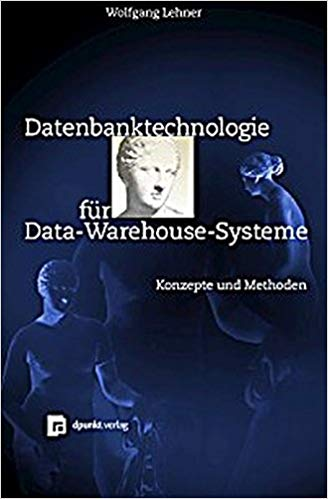 Wolfgang Lehner
Datenbanktechnologie
für
Data-Warehouse-Systeme
Konzepte und Methoden
dpunkt.verlag